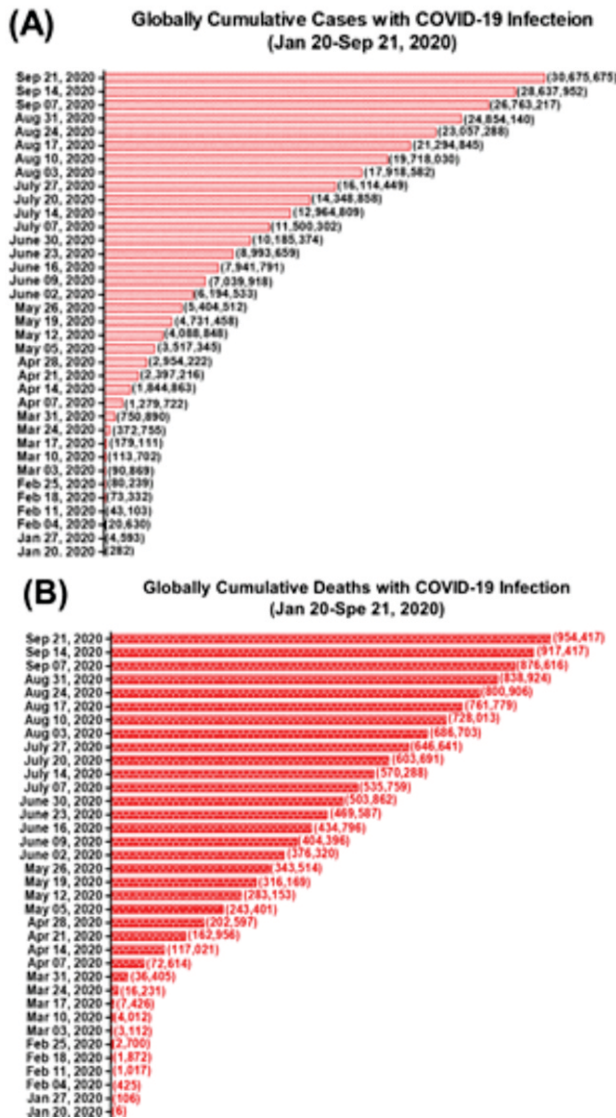 (A)
Globally Cumulative Cases with COVID-19 Infecteion
(Jan 20-Sep 21, 2020)
Sep 21, 2020 (30,675,675)
Sep 14, 2020 (28,637,952)
Sep 07, 2020 (26,763,217)
Aug 31, 2020 (24,854,140)
Aug 24, 2020 (23,057,288)
Aug 17, 2020 (21,294,845)
Aug 10, 2020 (19,718,030)
Aug 03, 2020 (17,918,582)
July 27, 2020 (16,114,449)
July 20, 2020 (14,348,858)
July 14, 2020 (12,964,809)
July 07, 2020 (11,500,302)
June 30, 2020 (10,185,374)
June 23, 2020 (8,993,659)
June 16, 2020 (7,941,791)
June 09, 2020 (7,039,918)
June 02, 2020 (6,194,533)
May 26, 2020 (5,404,512)
May 19, 2020 (4,731,458)
May 12, 2020 (4,088,848)
May 05, 2020 (3,517,345)
Apr 28, 2020 (2,954,222)
Apr 21, 2020 (2,397,216)
Apr 14, 2020 (1,844,863)
Apr 07, 2020 (1,279,722)
Mar 31, 2020 (750,890)
Mar 24, 2020 (372,755)
Mar 17, 2020 (179,111)
Mar 10, 2020 (113,702)
Mar 03, 2020 (90,869)
Feb 25, 2020 (80,239)
Feb 18, 2020 (73,332)
Feb 11, 2020 (43,103)
Feb 04, 2020 (20,630)
Jan 27, 2020 (4,593)
Jan 20, 2020 (282)
(B)
Globally Cumulative Deaths with COVID-19 Infection
(Jan 20-Spe 21, 2020)
Sep 21, 2020 (954,417)
Sep 14, 2020 (917,417)
Sep 07, 2020 (876,616)
Aug 31, 2020 (838,924)
Aug 24, 2020 (800,906)
Aug 17, 2020 (761,779)
Aug 10, 2020 (728,013)
Aug 03, 2020 (686,703)
July 27, 2020 (646,641)
July 20, 2020 (603,691)
July 14, 2020 (570,288)
July 07, 2020 (535,759)
June 30, 2020 (503,862)
June 23, 2020 (469,587)
June 16, 2020 (434,796)
June 09, 2020 (404,396)
June 02, 2020 (376,320)
May 26, 2020 (343,514)
May 19, 2020 (316,169)
May 12, 2020 (283,153)
May 05, 2020 (243,401)
Apr 28, 2020 (202,597)
Apr 21, 2020 (162,956)
Apr 14, 2020 (117,021)
Apr 07, 2020 (72,614)
Mar 31, 2020 (36,405)
Mar 24, 2020 (16,231)
Mar 17, 2020 (7,426)
Mar 10, 2020 (4,012)
Mar 03, 2020 (3,112)
Feb 25, 2020 (2,700)
Feb 18, 2020 (1,872)
Feb 11, 2020 (1,017)
Feb 04, 2020 (425)
Jan 27, 2020 (106)
Jan 20, 2020 (6)